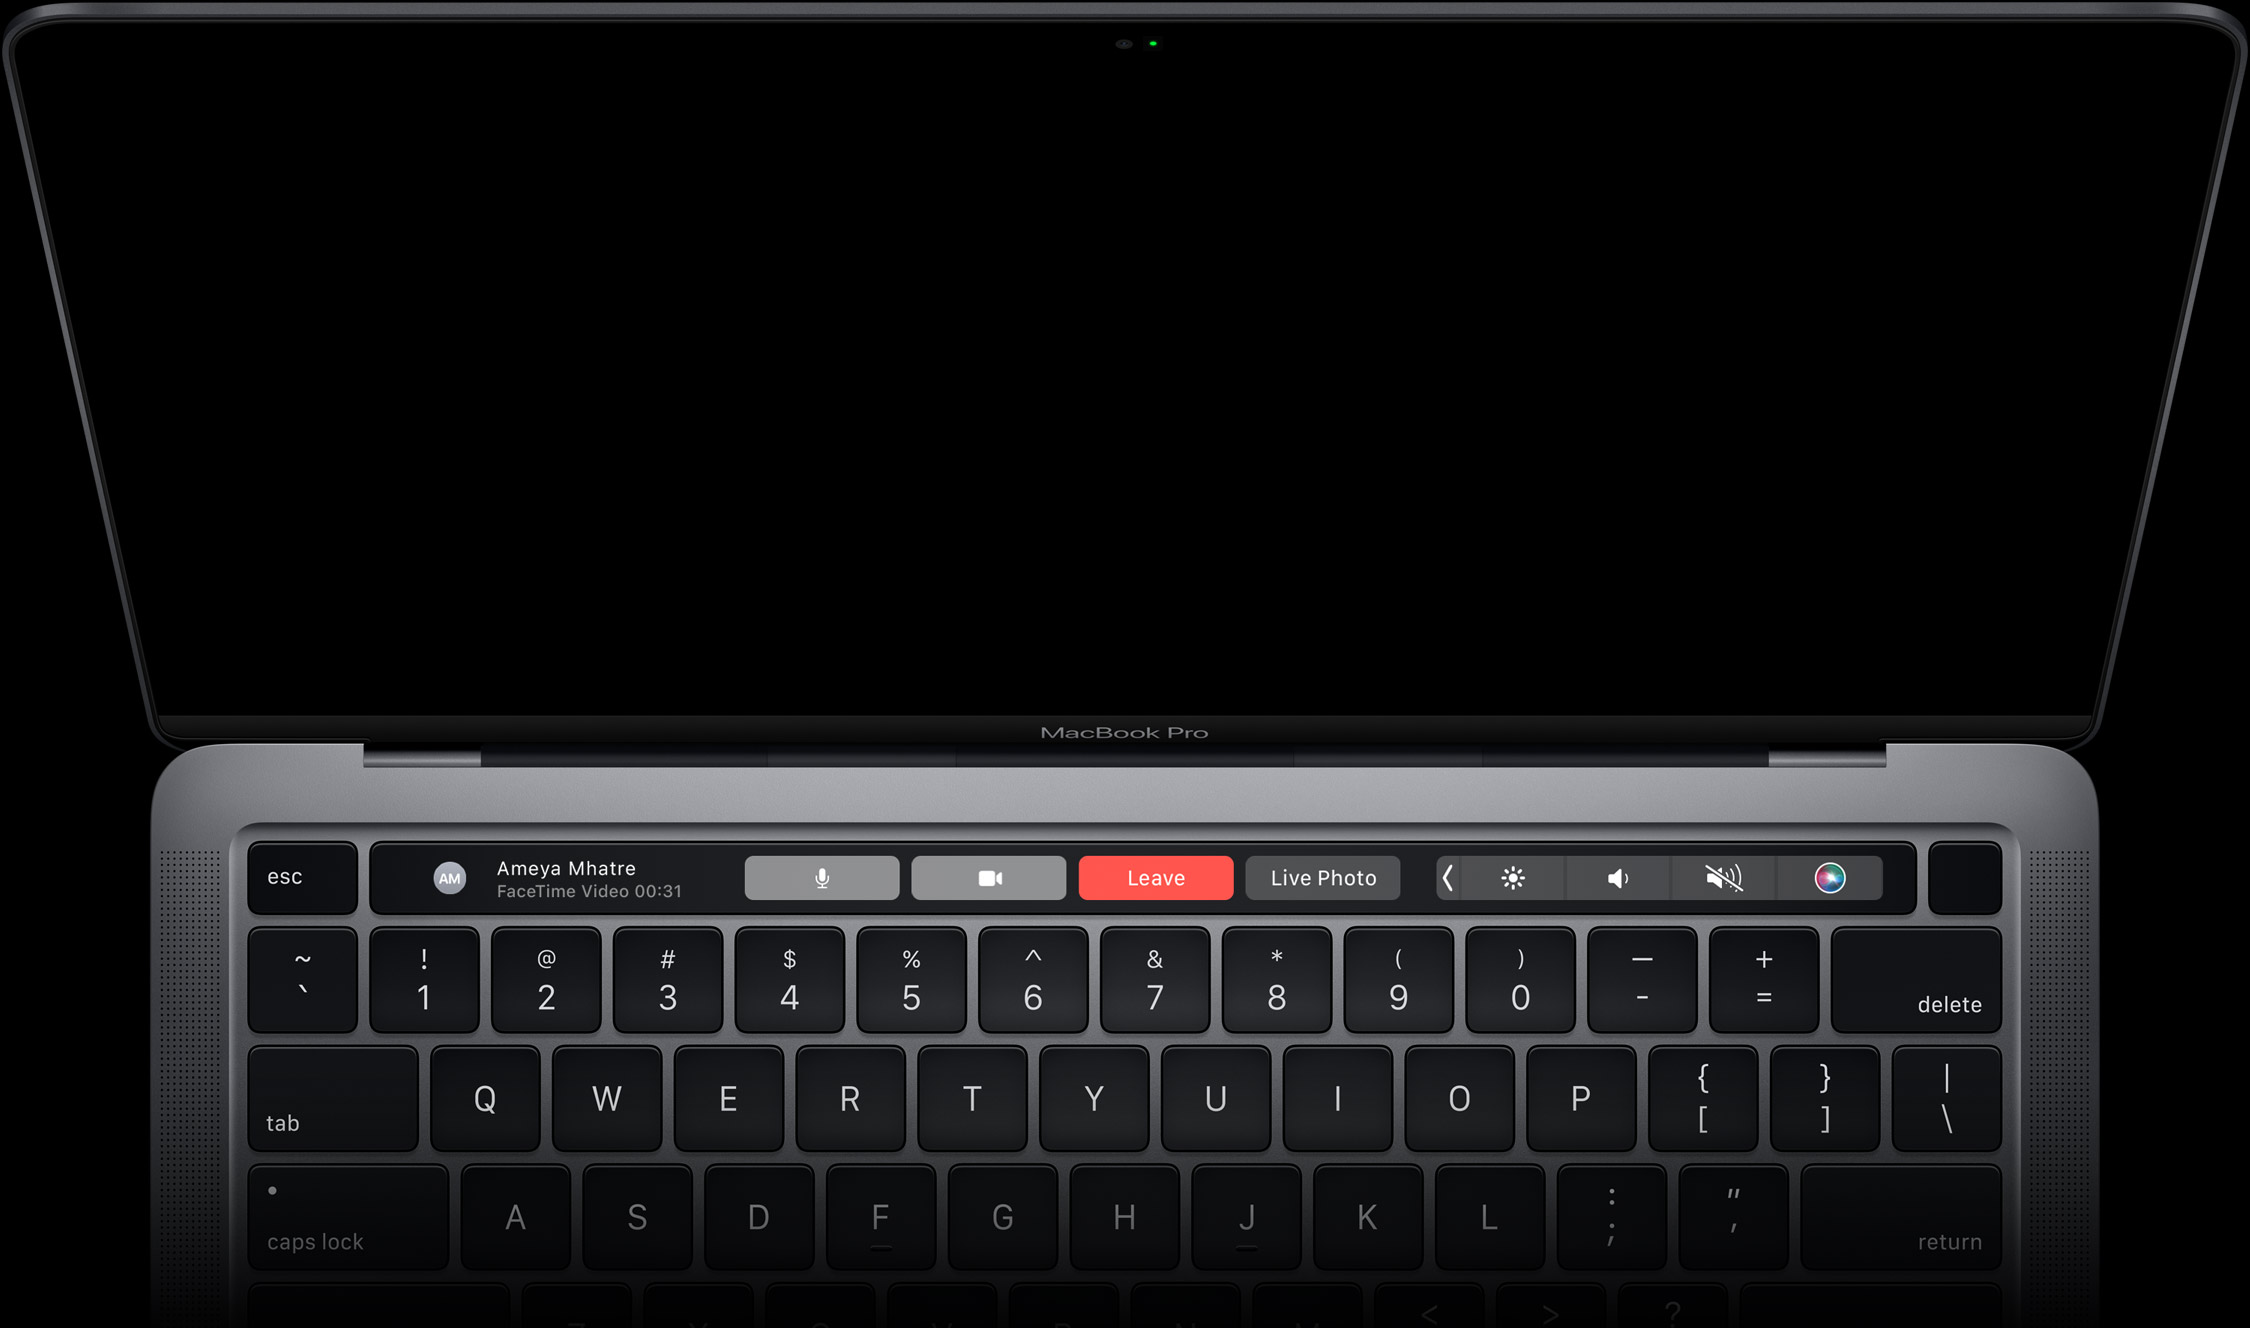 MacBook Pro
esc
AM
Ameya Mhatre
FaceTime Video 00:31
Leave
Live Photo
~ ! @ # $ % ^ & * ( ) — +
` 1 2 3 4 5 6 7 8 9 0 - = delete
{ } |
tab Q W E R T Y U I O P [ ] \
: "
caps lock A S D F G H J K L ; ' return
< > ?